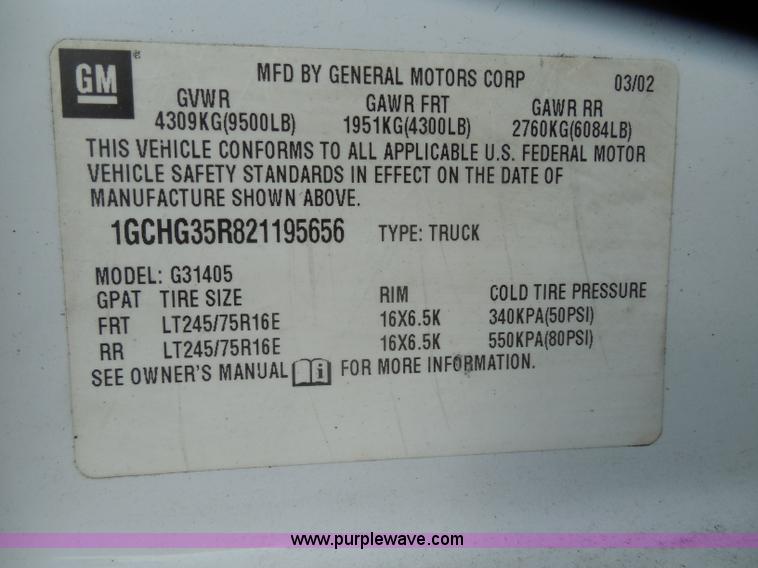 GM ®
MFD BY GENERAL MOTORS CORP 03/02
GVWR GAWR FRT GAWR RR
4309KG(9500LB) 1951KG(4300LB) 2760KG(6084LB)
THIS VEHICLE CONFORMS TO ALL APPLICABLE U.S. FEDERAL MOTOR
VEHICLE SAFETY STANDARDS IN EFFECT ON THE DATE OF
MANUFACTURE SHOWN ABOVE.
1GCHG35R821195656 TYPE: TRUCK
MODEL: G31405
GPAT TIRE SIZE RIM COLD TIRE PRESSURE
FRT LT245/75R16E 16X6.5K 340KPA(50PSI)
RR LT245/75R16E 16X6.5K 550KPA(80PSI)
SEE OWNER'S MANUAL i FOR MORE INFORMATION.
www.purplewave.com